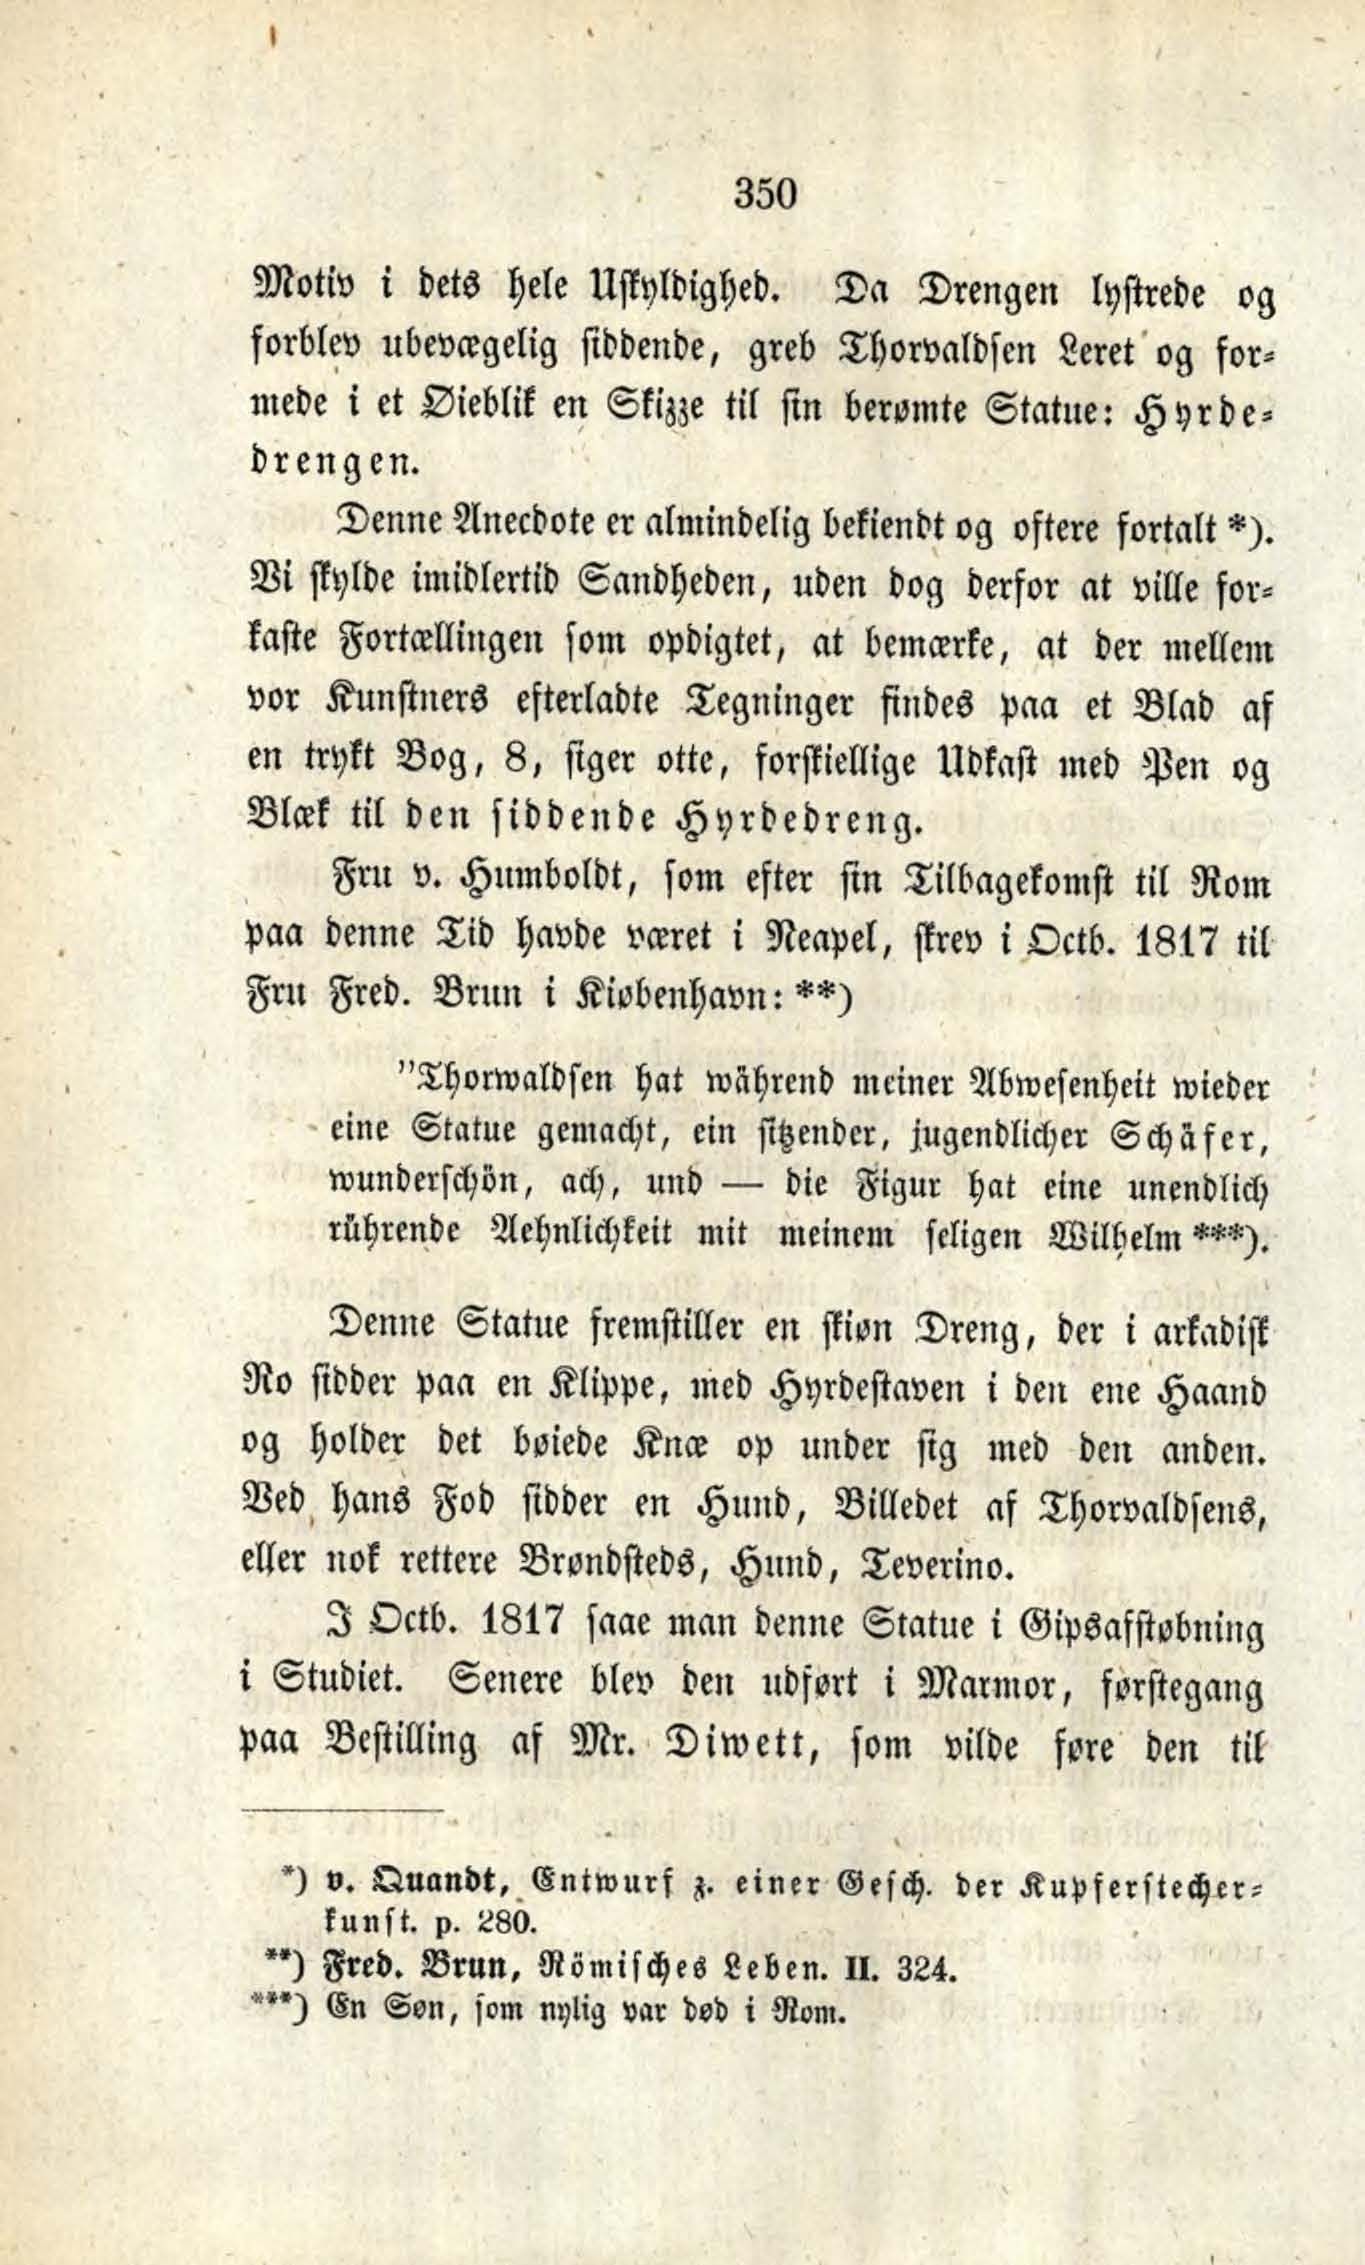 350
Motiv i dets hele Uskyldighed. Da Drengen lystrede og
forblev ubevægelig siddende, greb Thorvaldsen Leret og for-
mede i et Øieblik en Skizze til sin berømte Statue: Hyrde-
drengen.
Denne Anecdote er almindelig bekiendt og oftere fortalt *).
Vi skylde imidlertid Sandheden, uden dog derfor at ville for-
kaste Fortællingen som opdigtet, at bemærke, at der mellem
vor Kunstners efterladte Tegninger findes paa et Blad af
en trykt Bog, 8, siger otte, forskiellige Udkast med Pen og
Blæk til den siddende Hyrdedreng.
Fru v. Humboldt, som efter sin Tilbagekomst til Rom
paa denne Tid havde været i Neapel, skrev i Octb. 1817 til
Fru Fred. Brun i Kiøbenhavn: **)
"Thorwaldsen hat während meiner Abwesenheit wieder
eine Statue gemacht, ein sitzender, jugendlicher Schäfer,
wunderschön, ach, und — die Figur hat eine unendlich
rührende Aehnlichkeit mit meinem seligen Wilhelm ***).
Denne Statue fremstiller en skiøn Dreng, der i arkadisk
Ro sidder paa en Klippe, med Hyrdestaven i den ene Haand
og holder det bøiede Knæ op under sig med den anden.
Ved hans Fod sidder en Hund, Billedet af Thorvaldsens,
eller nok rettere Brøndsteds, Hund, Teverino.
I Octb. 1817 saae man denne Statue i Gipsafstøbning
i Studiet. Senere blev den udført i Marmor, førstegang
paa Bestilling af Mr. Diwett, som vilde føre den til
*) v. Quandt, Entwurf z. einer Gesch. der Kupferstecher-
kunst. p. 280.
**) Fred. Brun, Römisches Leben. II. 324.
***) En Søn, som nylig var død i Rom.